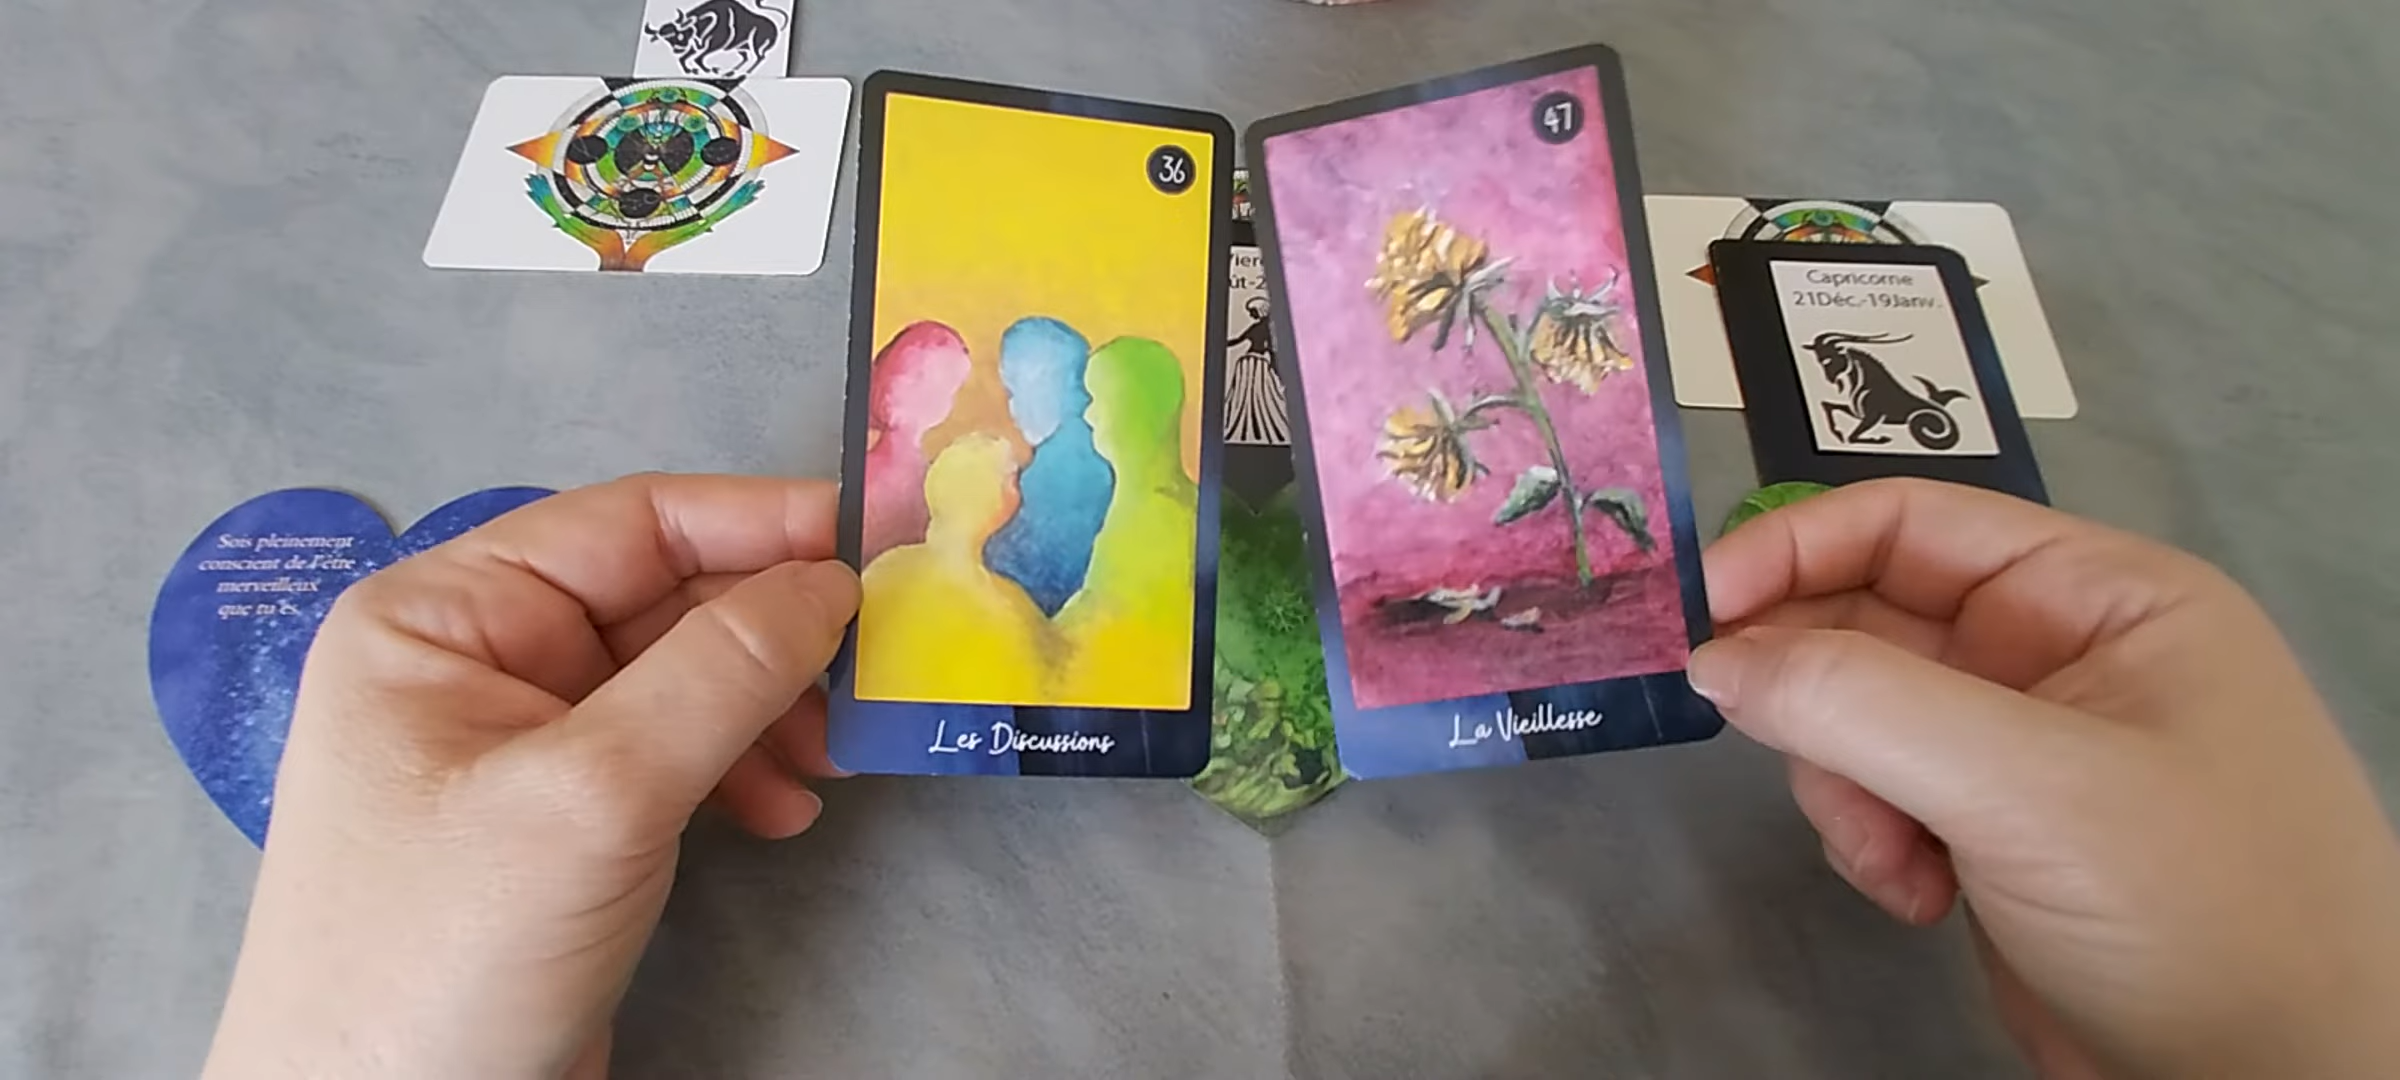 36
47
Capricorne
21Déc.-19Janv.
Sois pleinement
conscient de l'être
merveilleux
que tu es.
Les Discussions
La Vieillesse